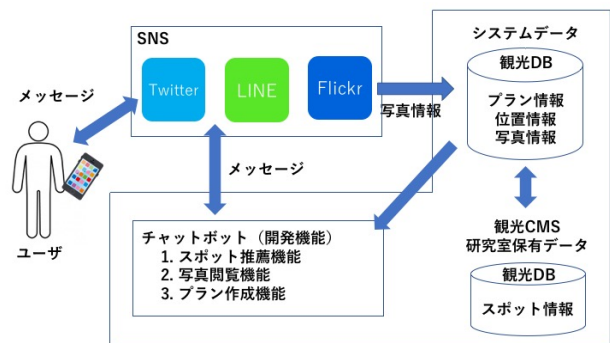 SNS
Twitter
LINE
Flickr
メッセージ
写真情報
ユーザ
メッセージ
チャットボット（開発機能）
1. スポット推薦機能
2. 写真閲覧機能
3. プラン作成機能
システムデータ
観光DB
プラン情報
位置情報
写真情報
観光CMS
研究室保有データ
観光DB
スポット情報